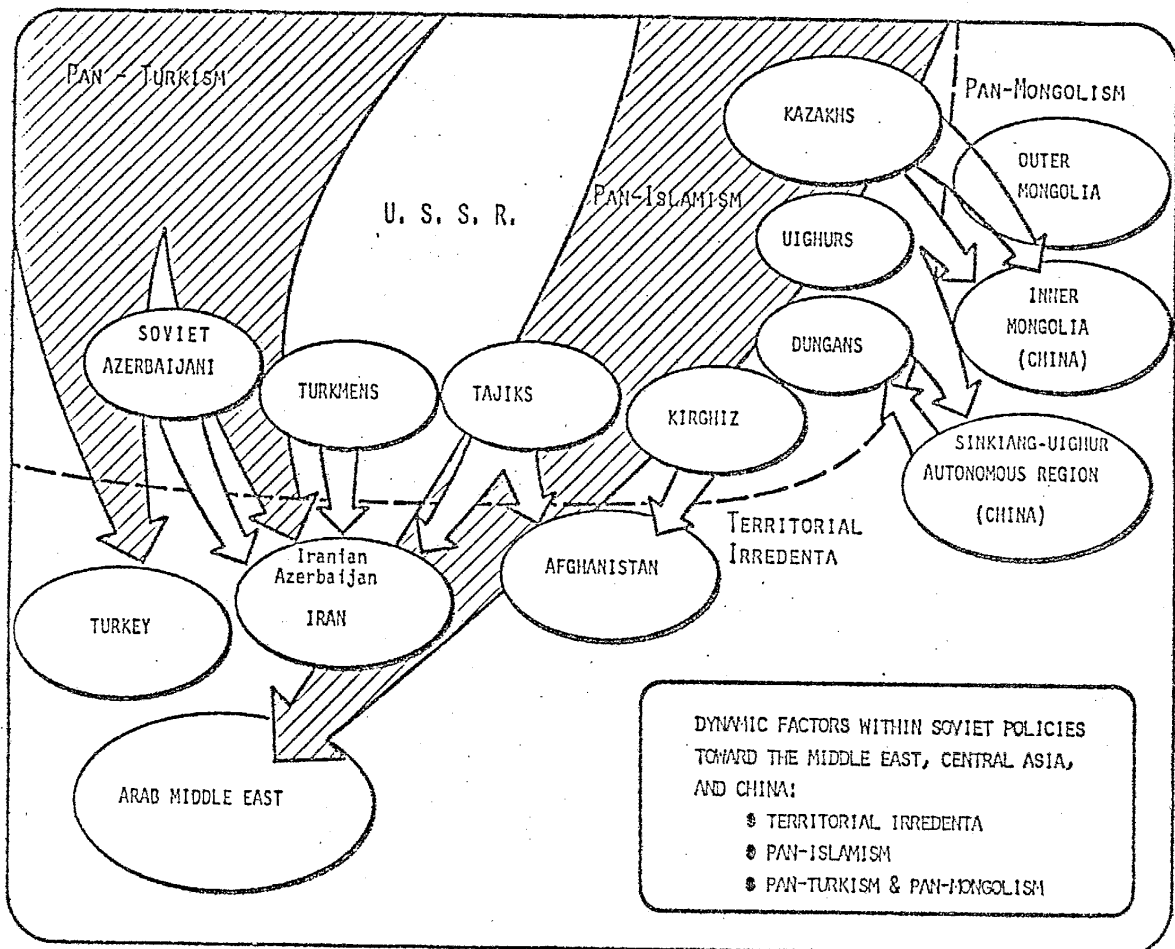 PAN - TURKISM
U. S. S. R.
PAN-ISLAMISM
PAN-MONGOLISM
KAZAKHS
OUTER
MONGOLIA
UIGHURS
INNER
MONGOLIA
(CHINA)
DUNGANS
SOVIET
AZERBAIJANI
TURKMENS
TAJIKS
KIRGHIZ
SINKIANG-UIGHUR
AUTONOMOUS REGION
(CHINA)
TERRITORIAL
IRREDENTA
Iranian
Azerbaijan
IRAN
AFGHANISTAN
TURKEY
ARAB MIDDLE EAST
DYNAMIC FACTORS WITHIN SOVIET POLICIES
TOWARD THE MIDDLE EAST, CENTRAL ASIA,
AND CHINA:
• TERRITORIAL IRREDENTA
• PAN-ISLAMISM
• PAN-TURKISM & PAN-MONGOLISM